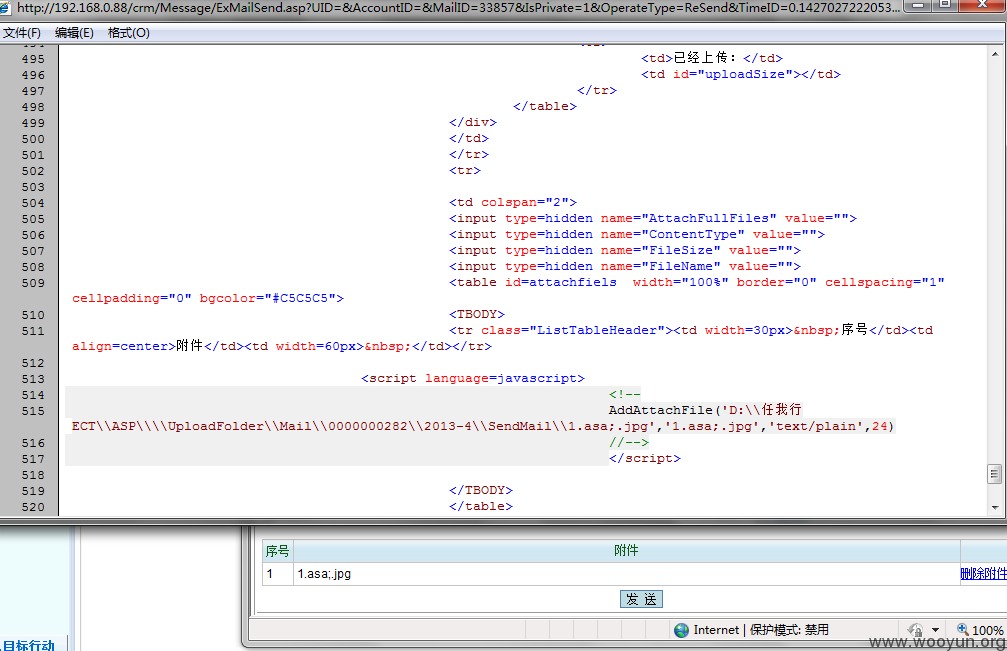 http://192.168.0.88/crm/Message/ExMailSend.asp?UID=&AccountID=&MailID=33857&IsPrivate=1&OperateType=ReSend&TimeID=0.1427027222053...
文件(F) 编辑(E) 格式(O)
495 <td>已经上传：</td>
496 <td id="uploadSize"></td>
497 </tr>
498 </table>
499 </div>
500 </td>
501 </tr>
502 <tr>
503
504 <td colspan="2">
505 <input type=hidden name="AttachFullFiles" value="">
506 <input type=hidden name="ContentType" value="">
507 <input type=hidden name="FileSize" value="">
508 <input type=hidden name="FileName" value="">
509 <table id=attachfiels width="100%" border="0" cellspacing="1"
cellpadding="0" bgcolor="#C5C5C5">
510 <TBODY>
511 <tr class="ListTableHeader"><td width=30px>&nbsp;序号</td><td
align=center>附件</td><td width=60px>&nbsp;</td></tr>
512
513 <script language=javascript>
514 <!--
515 AddAttachFile('D:\\任我行
ECT\\ASP\\\\UploadFolder\\Mail\\0000000282\\2013-4\\SendMail\\1.asa;.jpg','1.asa;.jpg','text/plain',24)
516 //-->
517 </script>
518
519 </TBODY>
520 </table>
序号 附件
1 1.asa;.jpg 删除附件
发 送
Internet | 保护模式: 禁用 100%
目标行动
www.wooyun.org